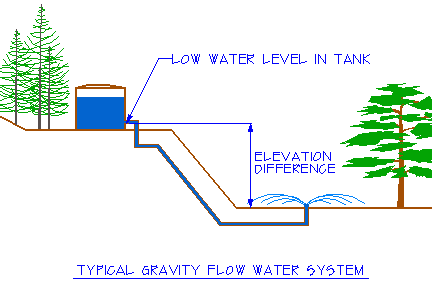 LOW WATER LEVEL IN TANK
ELEVATION
DIFFERENCE
TYPICAL GRAVITY FLOW WATER SYSTEM